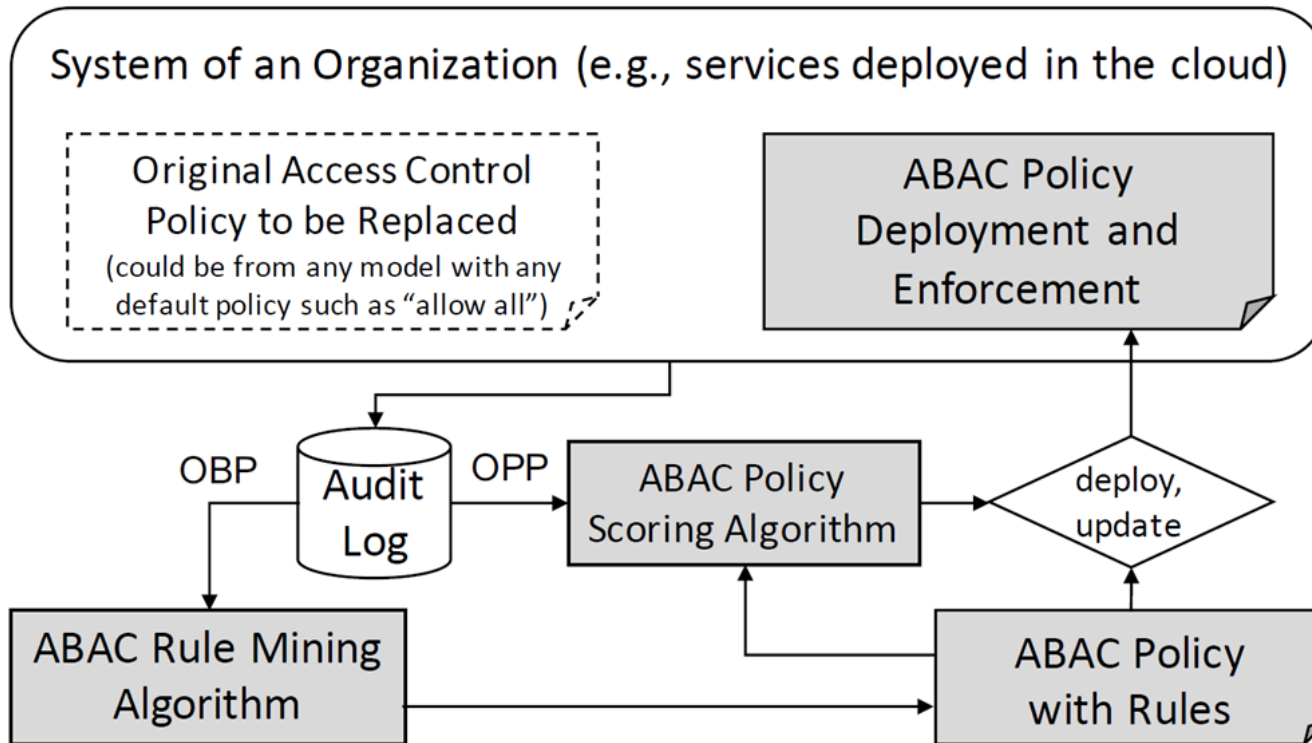 System of an Organization (e.g., services deployed in the cloud)
Original Access Control
Policy to be Replaced
(could be from any model with any
default policy such as “allow all”)
ABAC Policy
Deployment and
Enforcement
OBP
Audit
Log
OPP
ABAC Policy
Scoring Algorithm
deploy,
update
ABAC Rule Mining
Algorithm
ABAC Policy
with Rules